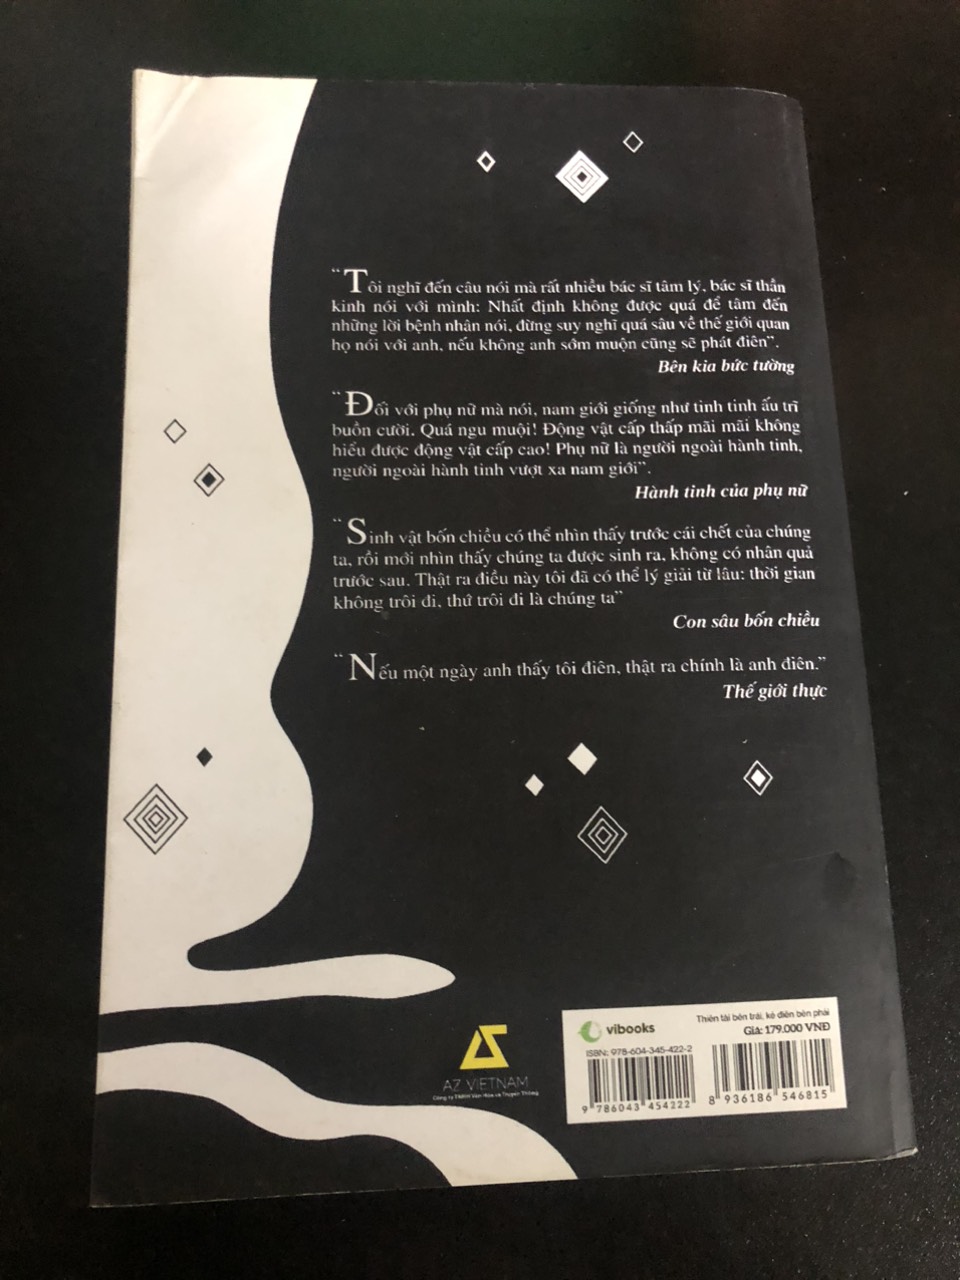 “Tôi nghĩ đến câu nói mà rất nhiều bác sĩ tâm lý, bác sĩ thần
kinh nói với mình: Nhất định không được quá để tâm đến
những lời bệnh nhân nói, đừng suy nghĩ quá sâu về thế giới quan
họ nói với anh, nếu không anh sớm muộn cũng sẽ phát điên”.
Bên kia bức tường
“Đối với phụ nữ mà nói, nam giới giống như tinh tinh ấu trĩ
buồn cười. Quá ngu muội! Động vật cấp thấp mãi mãi không
hiểu được động vật cấp cao! Phụ nữ là người ngoài hành tinh,
người ngoài hành tinh vượt xa nam giới”.
Hành tinh của phụ nữ
“Sinh vật bốn chiều có thể nhìn thấy trước cái chết của chúng
ta, rồi mới nhìn thấy chúng ta được sinh ra, không có nhân quả
trước sau. Thật ra điều này tôi đã có thể lý giải từ lâu: thời gian
không trôi đi, thứ trôi đi là chúng ta”
Con sâu bốn chiều
“Nếu một ngày anh thấy tôi điên, thật ra chính là anh điên.”
Thế giới thực
AZ VIETNAM
Công ty TNHH Văn Hóa và Truyền Thông
vibooks
Thiên tài bên trái, kẻ điên bên phải
Giá: 179.000 VNĐ
ISBN: 978-604-345-422-2
9 786043 454222
8 936186 546815